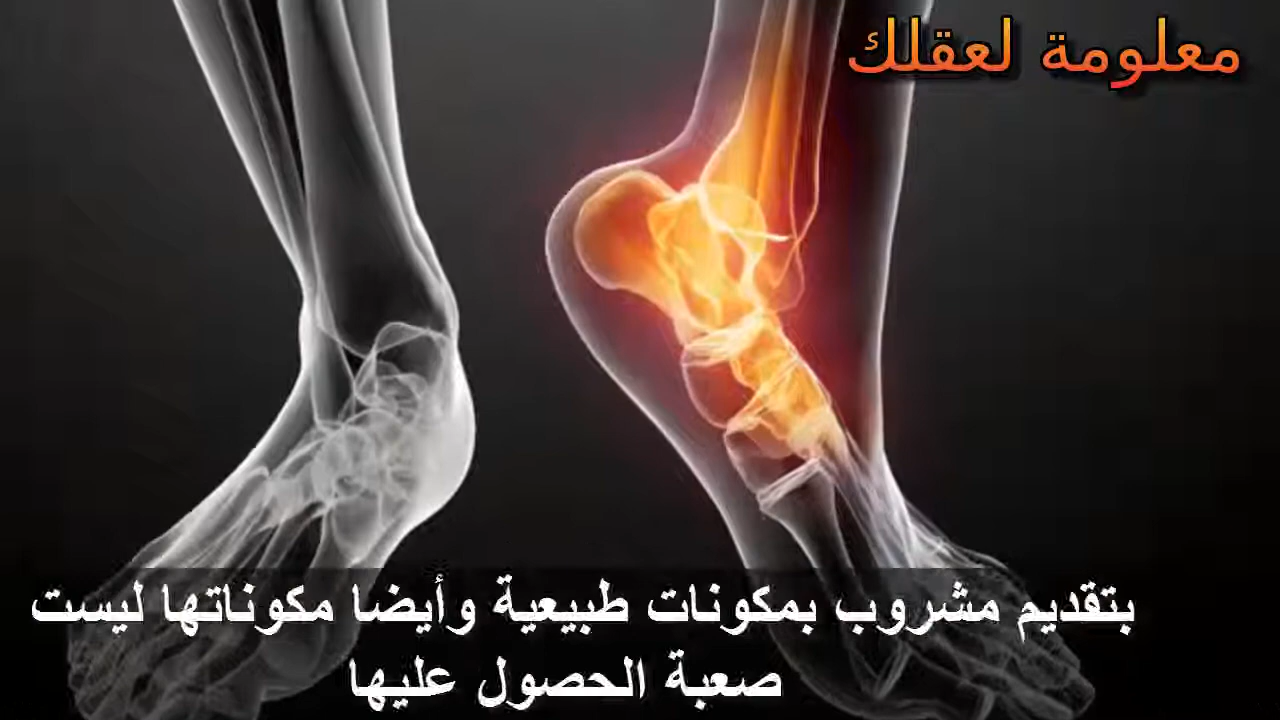 معلومة لعقلك
بتقديم مشروب بمكونات طبيعية وأيضا مكوناتها ليست
صعبة الحصول عليها